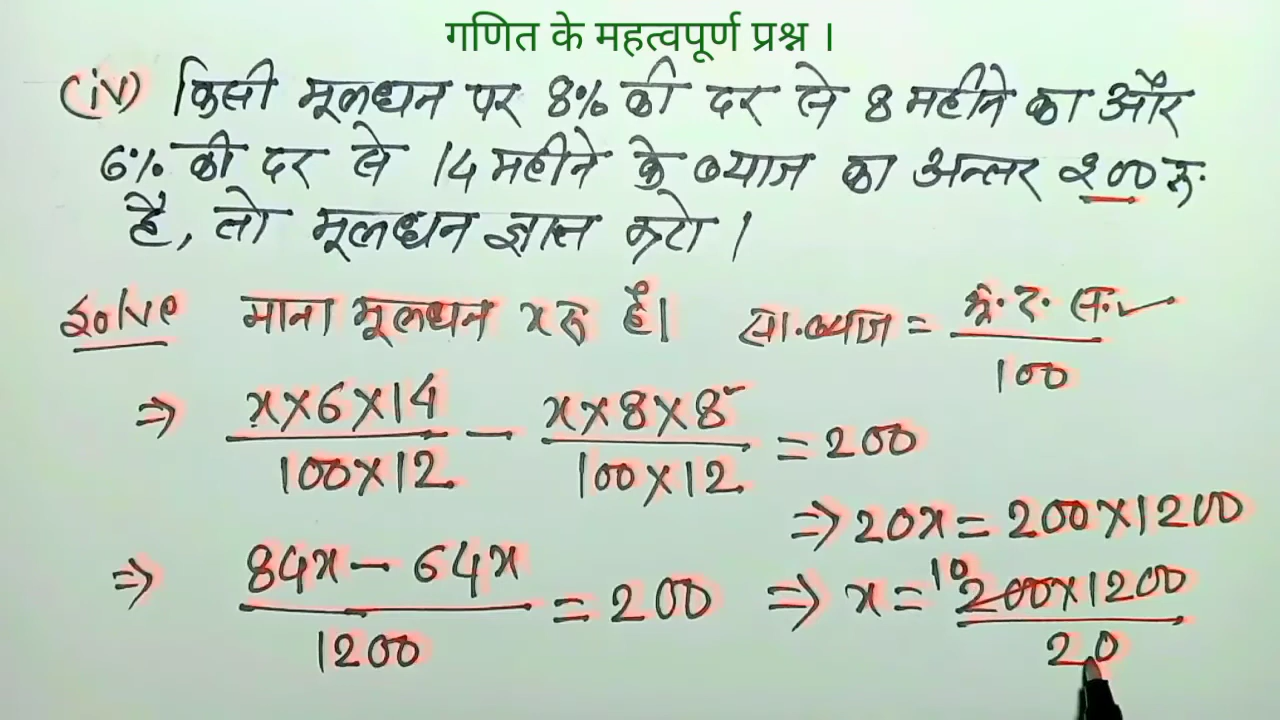 गणित के महत्वपूर्ण प्रश्न ।
(iv) किसी मूलधन पर 8% की दर से 8 महीने का और
6% की दर से 14 महीने के ब्याज का अन्तर 200 रू.
है, तो मूलधन ज्ञात करो ।
Solve माना मूलधन x रू है। सा. ब्याज = मू. द. स. / 100
⇒ x×6×14 / 100×12 − x×8×8 / 100×12 = 200
⇒ 20x = 200×1200
⇒ 84x − 64x / 1200 = 200
⇒ x = 10 200×1200 / 20